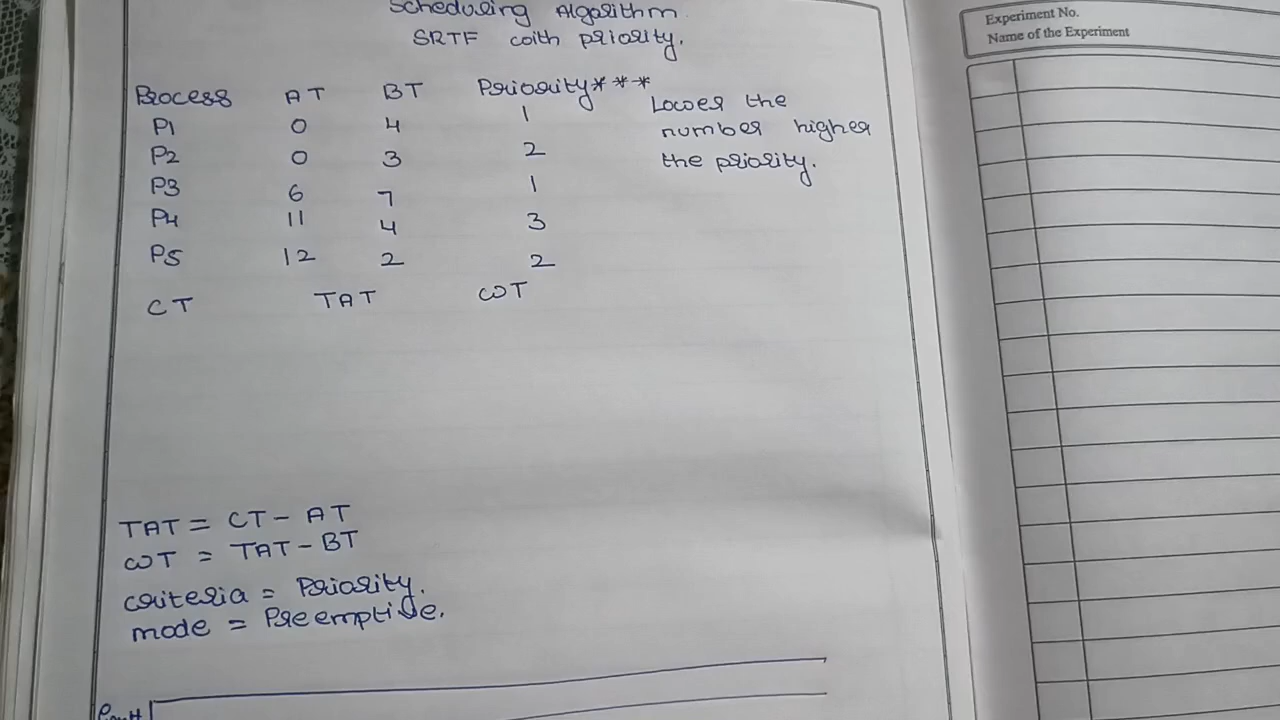 Scheduling Algorithm
SRTF with priority.
Process AT BT Priority***
P1 0 4 1
P2 0 3 2
P3 6 7 1
P4 11 4 3
P5 12 2 2
Lower the
number higher
the priority.
CT TAT WT
TAT = CT - AT
WT = TAT - BT
criteria = Priority.
mode = Preemptive.
Experiment No.
Name of the Experiment